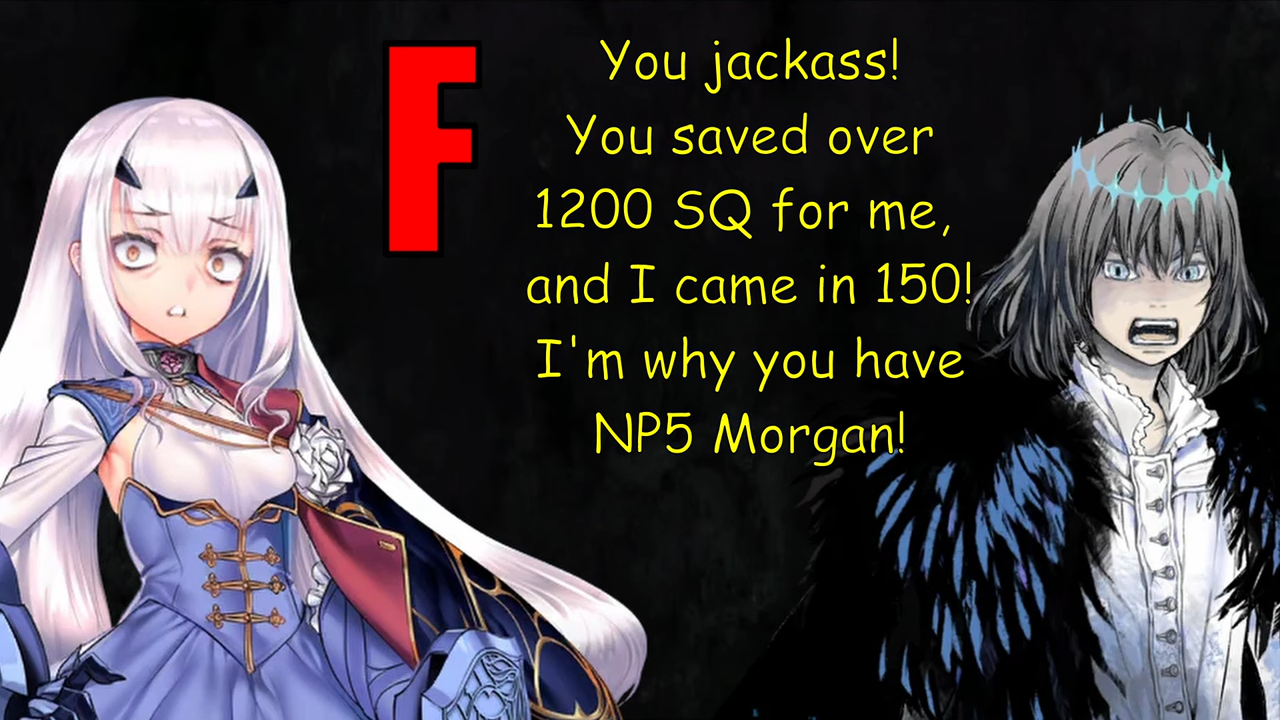 F
You jackass!
You saved over
1200 SQ for me,
and I came in 150!
I'm why you have
NP5 Morgan!